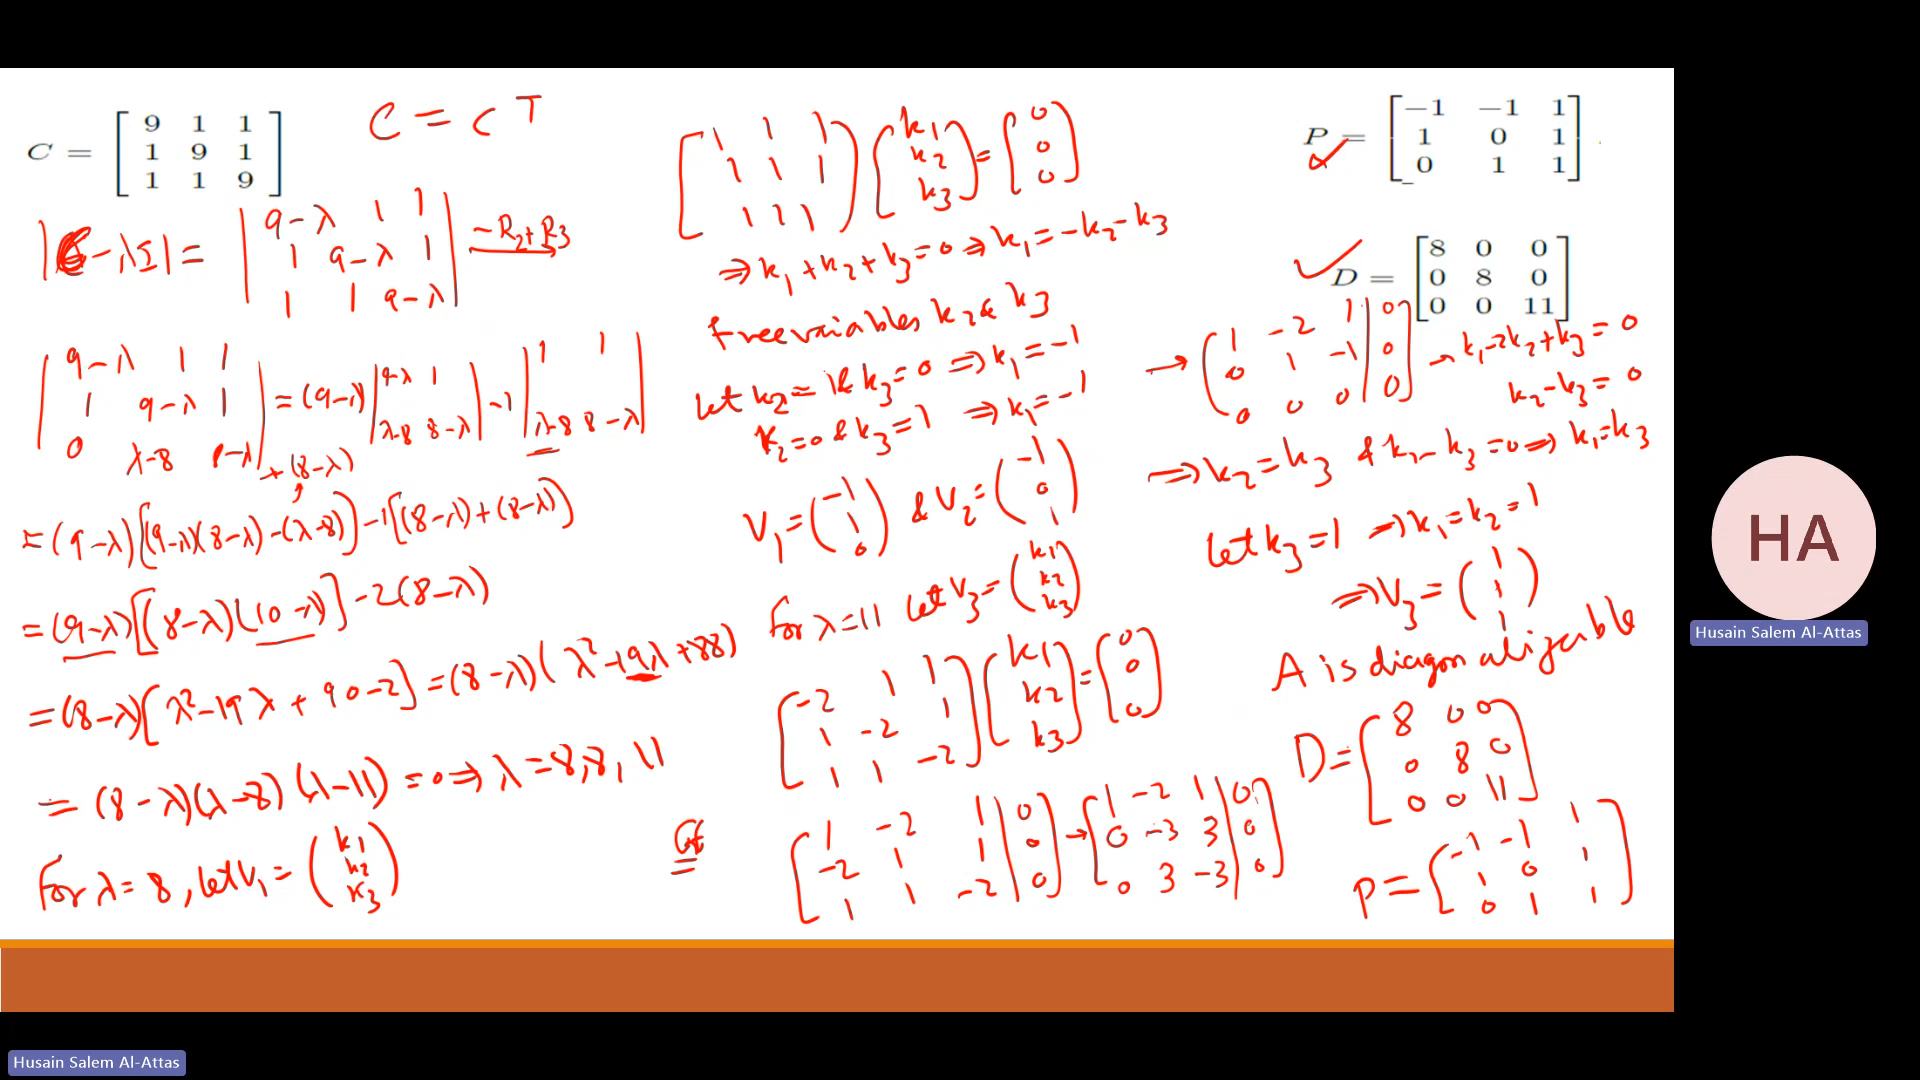 C = [ 9 1 1
1 9 1
1 1 9 ]
C = C^T
|C - λI| = | 9-λ 1 1
1 9-λ 1
1 1 9-λ | -R2 + R3 →
| 9-λ 1 1
1 9-λ 1
0 λ-8 8-λ | = (9-λ) | 9-λ 1
λ-8 8-λ | -1 | 1 1
λ-8 8-λ |
+(8-λ)
= (9-λ)[(9-λ)(8-λ) - (λ-8)] - 1[(8-λ) + (8-λ)]
= (9-λ)[(8-λ)(10-λ)] - 2(8-λ)
= (8-λ)[λ² - 19λ + 90 - 2] = (8-λ)(λ² - 19λ + 88)
= (8-λ)(λ-8)(λ-11) = 0 ⇒ λ = 8, 8, 11
For λ = 8, let V1 = ( k1
k2
k3 )
[ 1 1 1
1 1 1
1 1 1 ] [ k1
k2
k3 ] = [ 0
0
0 ]
⇒ k1 + k2 + k3 = 0 ⇒ k1 = -k2 - k3
free vaiables k2 & k3
let k2 = 1 & k3 = 0 ⇒ k1 = -1
k2 = 0 & k3 = 1 ⇒ k1 = -1
V1 = ( -1
1
0 ) & V2 = ( -1
0
1 )
for λ = 11 let V3 = ( k1
k2
k3 )
[ -2 1 1
1 -2 1
1 1 -2 ] [ k1
k2
k3 ] = [ 0
0
0 ]
[ 1 -2 1 | 0
-2 1 1 | 0
1 1 -2 | 0 ] → [ 1 -2 1 | 0
0 -3 3 | 0
0 3 -3 | 0 ]
P = [ -1 -1 1
1 0 1
0 1 1 ] .
D = [ 8 0 0
0 8 0
0 0 11 ]
→ [ 1 -2 1 | 0
0 1 -1 | 0
0 0 0 | 0 ] → k1 - 2k2 + k3 = 0
k2 - k3 = 0
⇒ k2 = k3 & k1 - k3 = 0 ⇒ k1 = k3
let k3 = 1 ⇒ k1 = k2 = 1
⇒ V3 = ( 1
1
1 )
A is diagonalizable
D = [ 8 0 0
0 8 0
0 0 11 ]
P = [ -1 -1 1
1 0 1
0 1 1 ]
HA
Husain Salem Al-Attas
Husain Salem Al-Attas